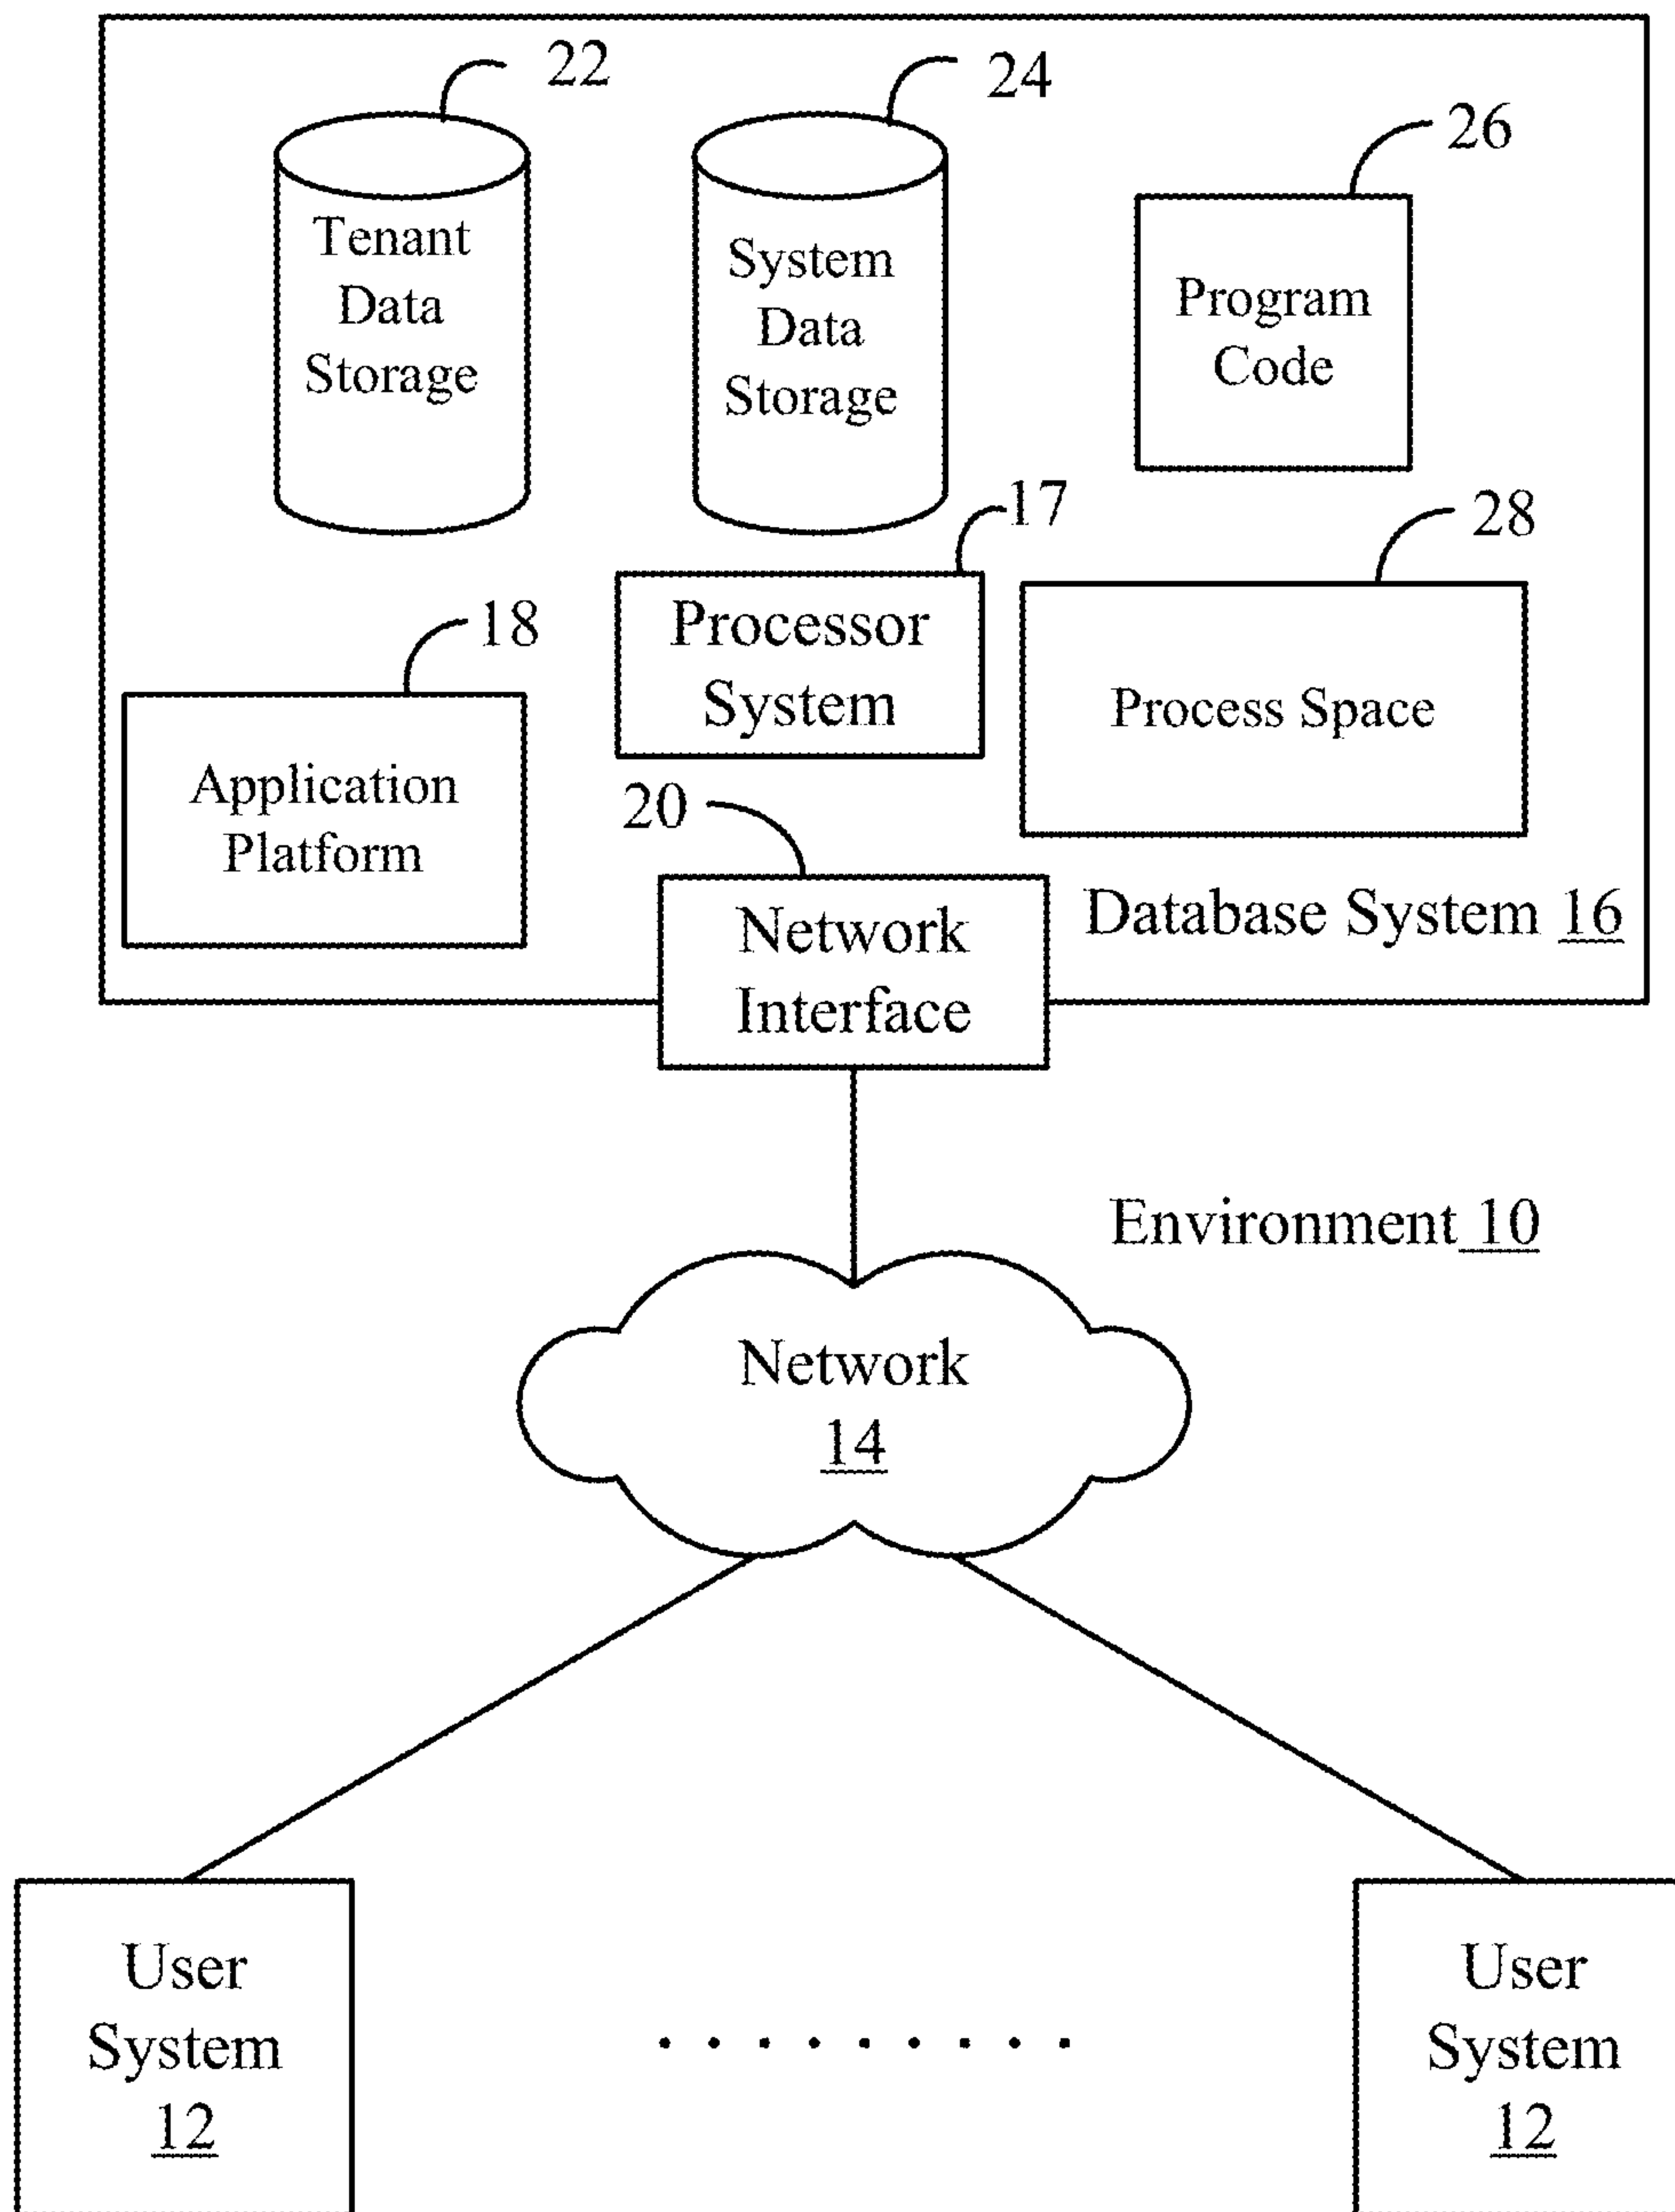 22
24
26
Tenant
Data
Storage
System
Data
Storage
Program
Code
17
28
18
Processor
System
Process Space
Application
Platform
20
Network
Interface
Database System 16
Environment 10
Network
14
User
System
12
User
System
12